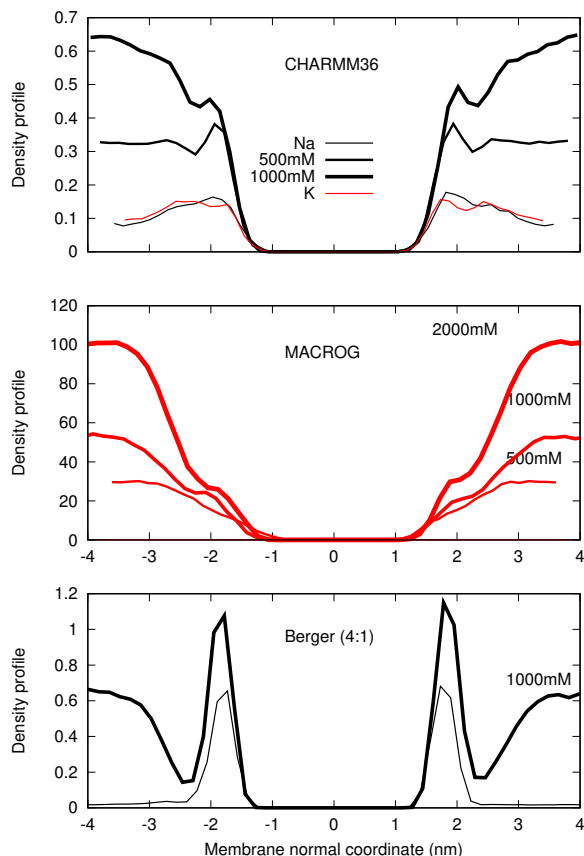 0.7
0.6
0.5
0.4
0.3
0.2
0.1
0
Density profile
CHARMM36
Na
500mM
1000mM
K
120
100
80
60
40
20
0
Density profile
MACROG
2000mM
1000mM
500mM
-4 -3 -2 -1 0 1 2 3 4
1.2
1
0.8
0.6
0.4
0.2
0
Density profile
Berger (4:1)
1000mM
-4 -3 -2 -1 0 1 2 3 4
Membrane normal coordinate (nm)